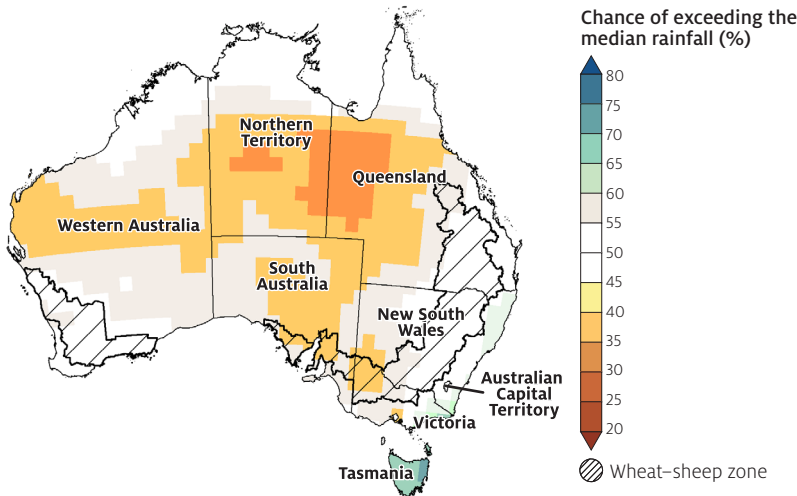 Chance of exceeding the
median rainfall (%)
80
75
70
65
60
55
50
45
40
35
30
25
20
Wheat–sheep zone
Northern
Territory
Queensland
Western Australia
South
Australia
New South
Wales
Australian
Capital
Territory
Victoria
Tasmania